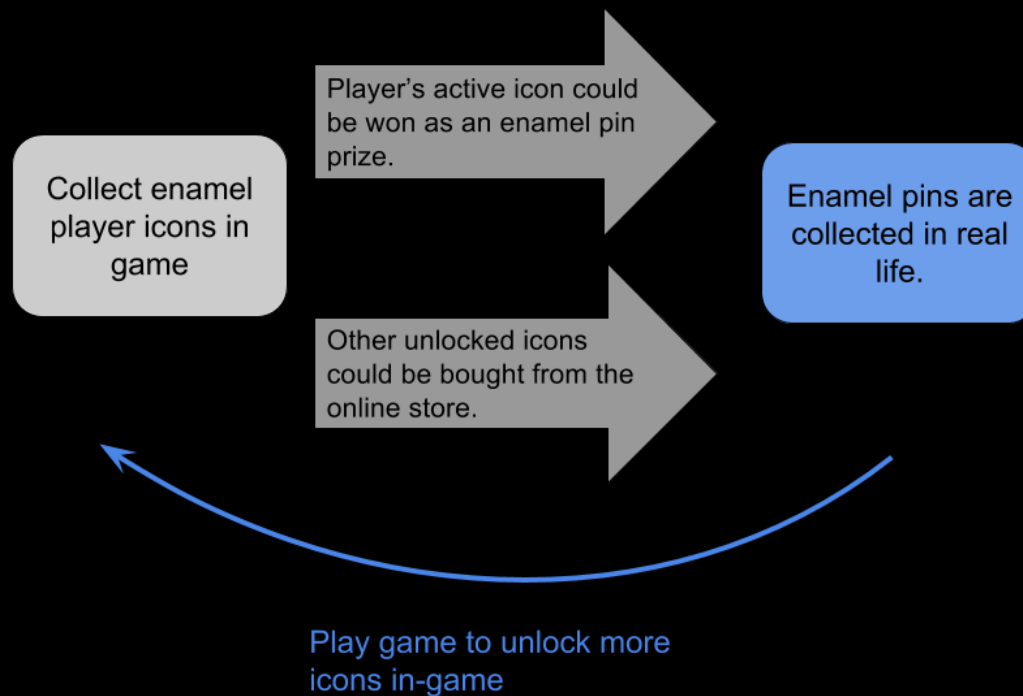 Collect enamel
player icons in
game
Player’s active icon could
be won as an enamel pin
prize.
Other unlocked icons
could be bought from the
online store.
Enamel pins are
collected in real
life.
Play game to unlock more
icons in-game